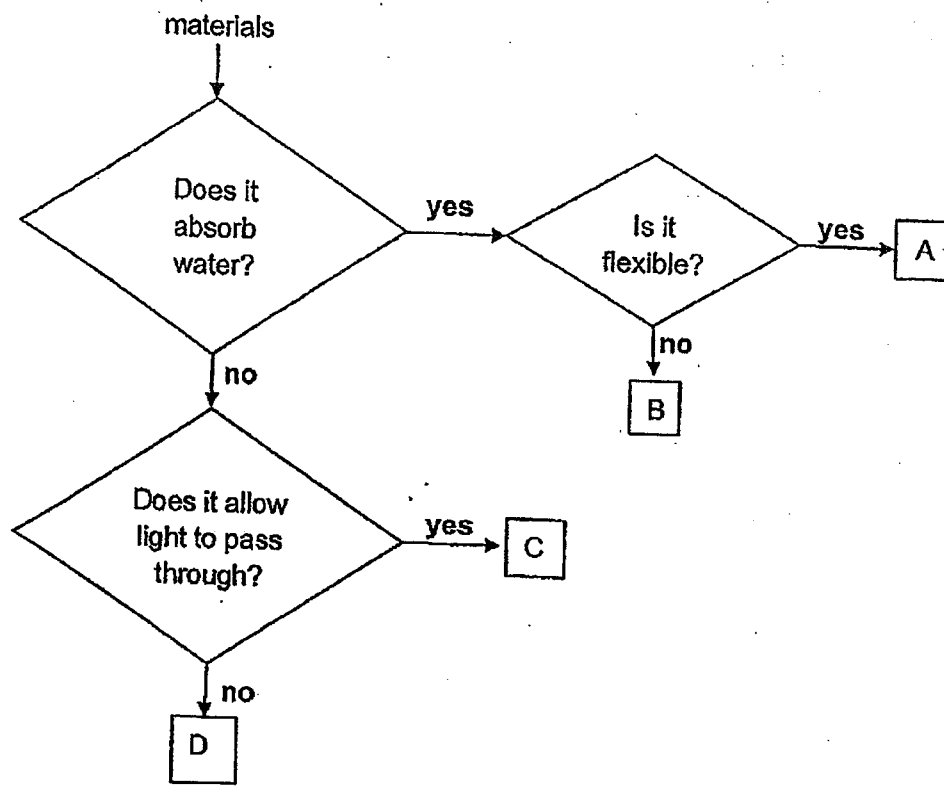 materials
Does it
absorb
water?
yes
Is it
flexible?
yes
A
no
B
no
Does it allow
light to pass
through?
yes
C
no
D